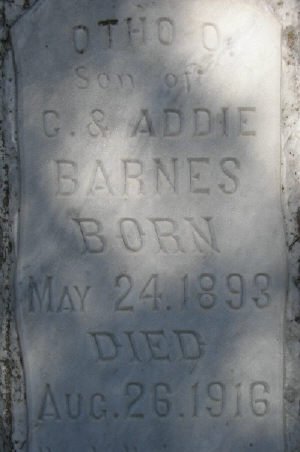 OTHO O.
Son of
C. & ADDIE
BARNES
BORN
MAY 24. 1893
DIED
AUG. 26. 1916